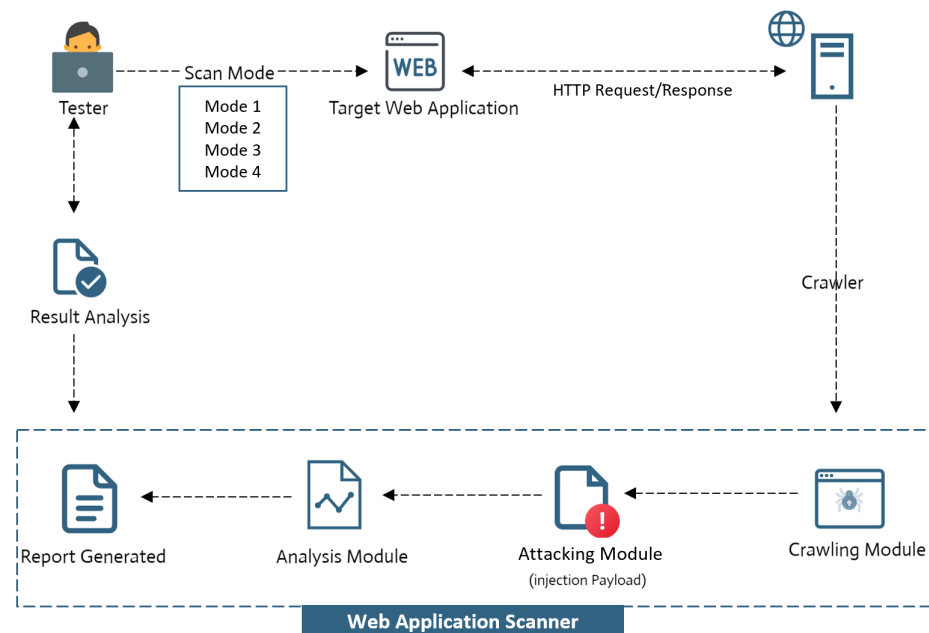 Scan Mode
Tester
Mode 1
Mode 2
Mode 3
Mode 4
WEB
Target Web Application
HTTP Request/Response
Crawler
Result Analysis
Report Generated
Analysis Module
Attacking Module
(injection Payload)
Crawling Module
Web Application Scanner